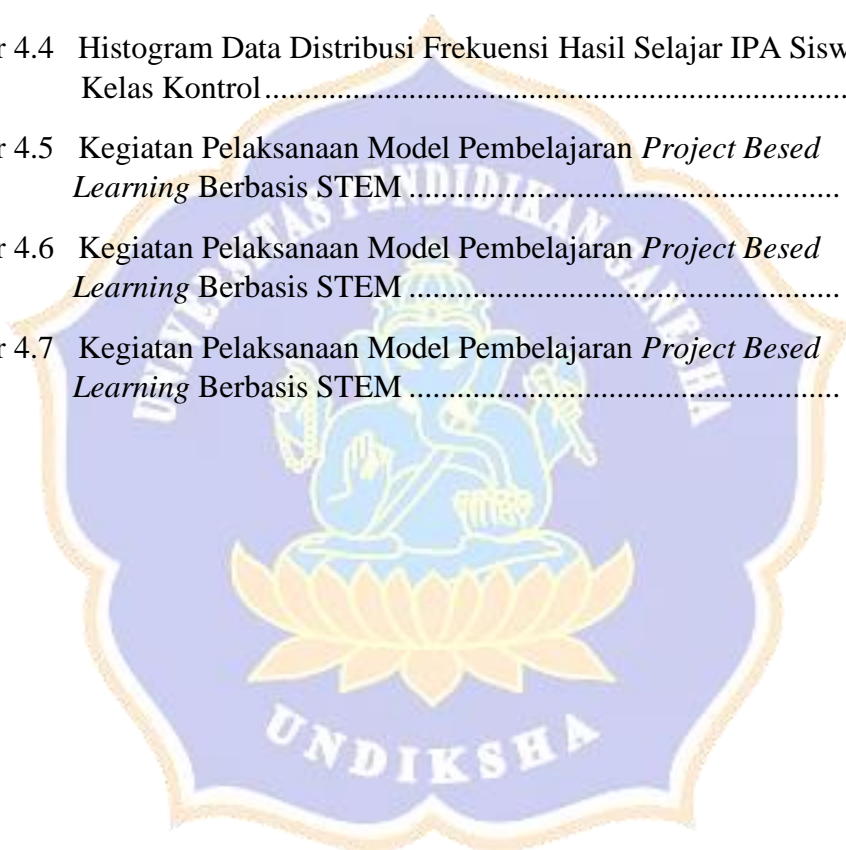 r 4.4 Histogram Data Distribusi Frekuensi Hasil Selajar IPA Sisw
Kelas Kontrol........................................................................
r 4.5 Kegiatan Pelaksanaan Model Pembelajaran Project Besed
Learning Berbasis STEM ......................................................
r 4.6 Kegiatan Pelaksanaan Model Pembelajaran Project Besed
Learning Berbasis STEM ......................................................
r 4.7 Kegiatan Pelaksanaan Model Pembelajaran Project Besed
Learning Berbasis STEM ......................................................
UNIVERSITAS PENDIDIKAN GANESHA
UNDIKSHA